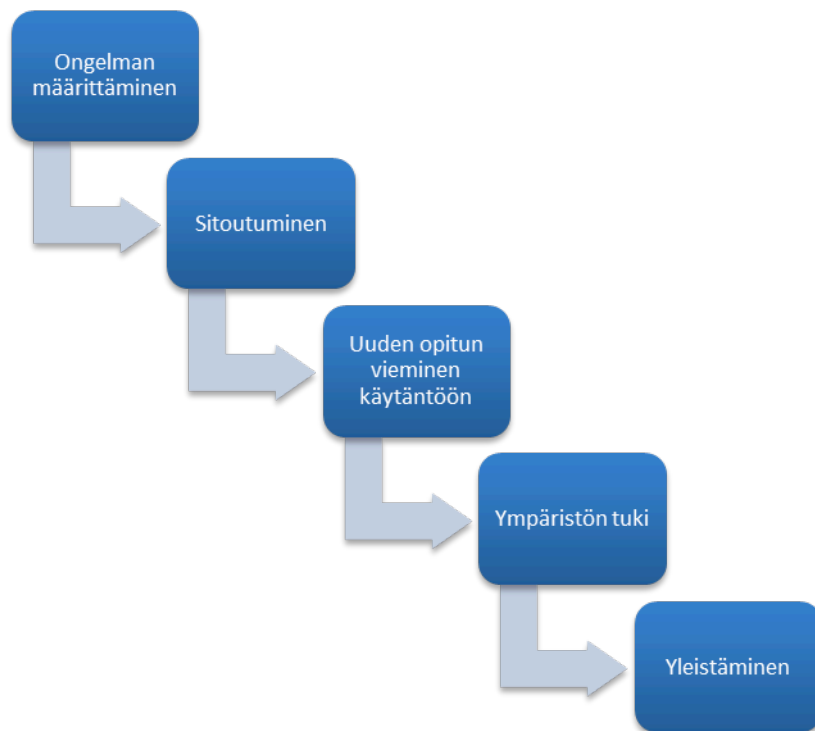 Ongelman
määrittäminen
Sitoutuminen
Uuden opitun
vieminen
käytäntöön
Ympäristön tuki
Yleistäminen